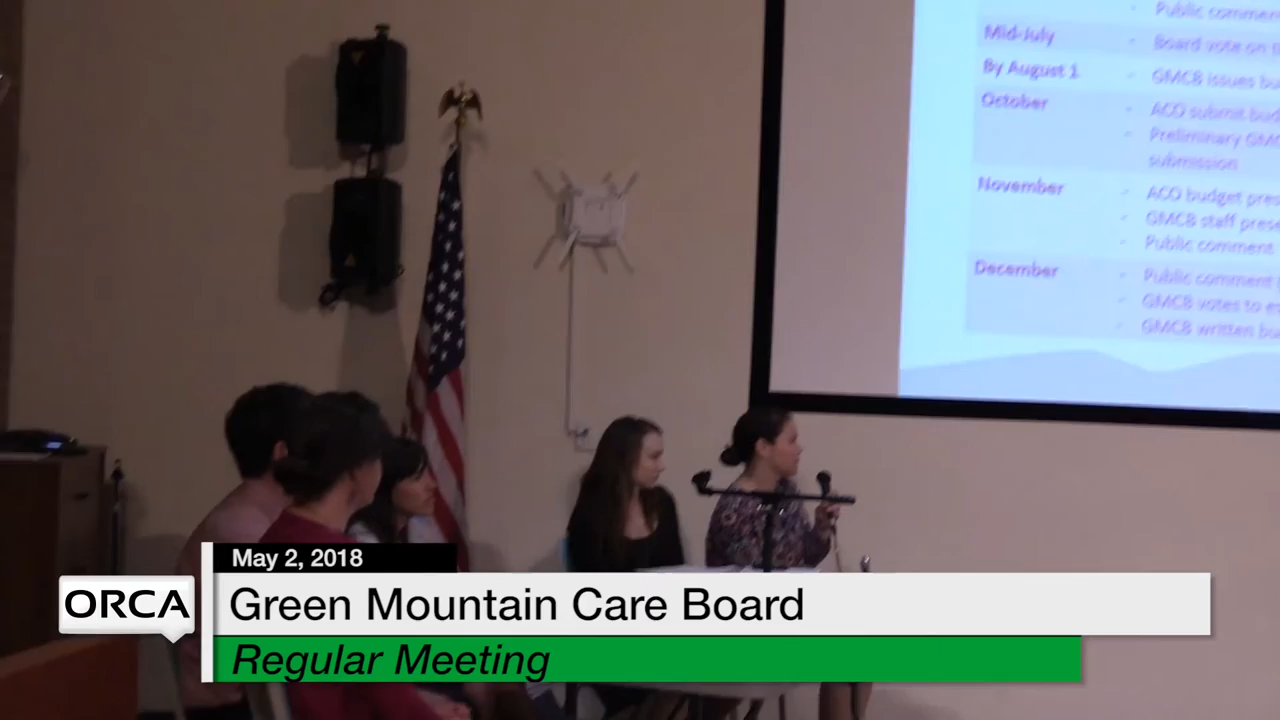 Public commen
Mid-July
- Board vote on t
By August 1
- GMCB issues bu
October
- ACO submit bud
- Preliminary GMC
submission
November
- ACO budget pres
- GMCB staff prese
- Public comment
December
- Public comment
- GMCB votes to e
- GMCB written bu
May 2, 2018
ORCA
Green Mountain Care Board
Regular Meeting